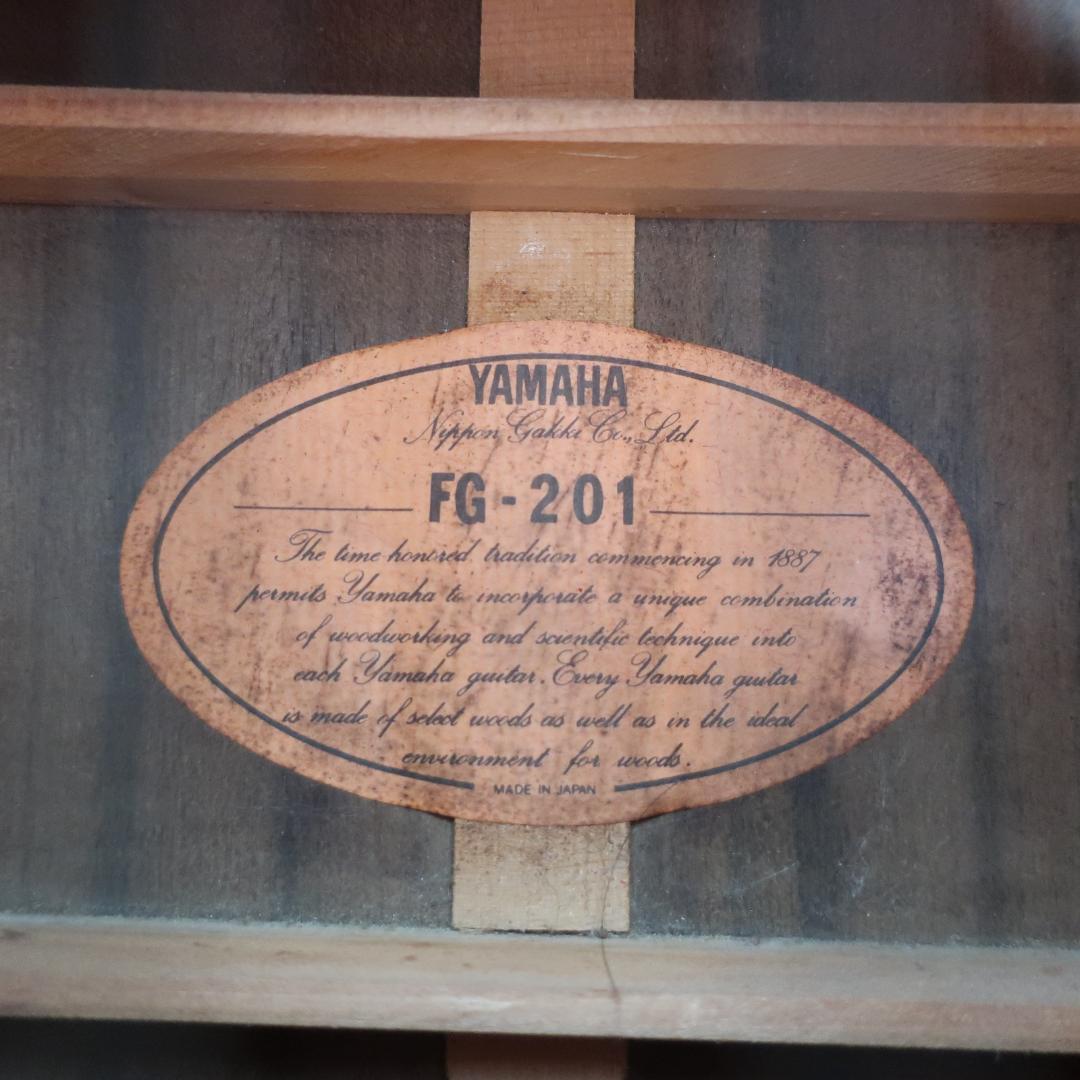 YAMAHA
Nippon Gakki Co., Ltd.
FG-201
The time honored tradition commencing in 1887
permits Yamaha to incorporate a unique combination
of woodworking and scientific technique into
each Yamaha guitar. Every Yamaha guitar
is made of select woods as well as in the ideal
environment for woods.
MADE IN JAPAN